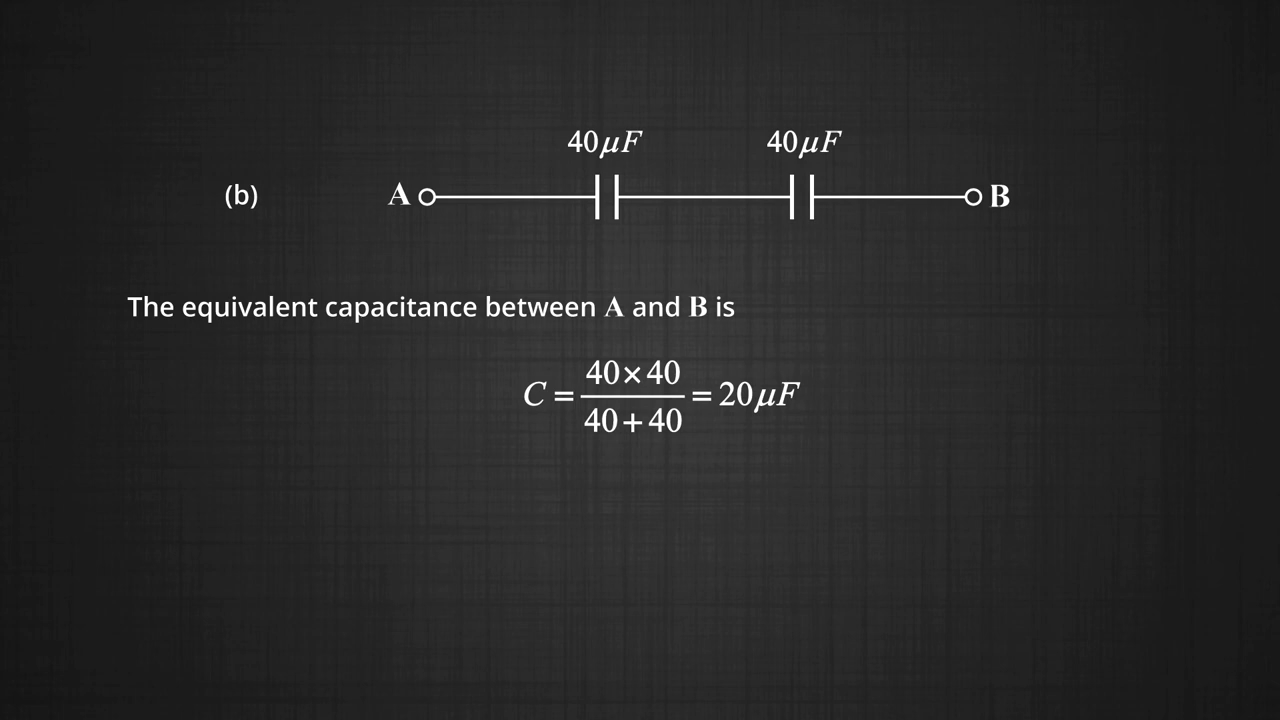 40μF 40μF
(b) A B
The equivalent capacitance between A and B is
C = 40×40 / 40+40 = 20μF